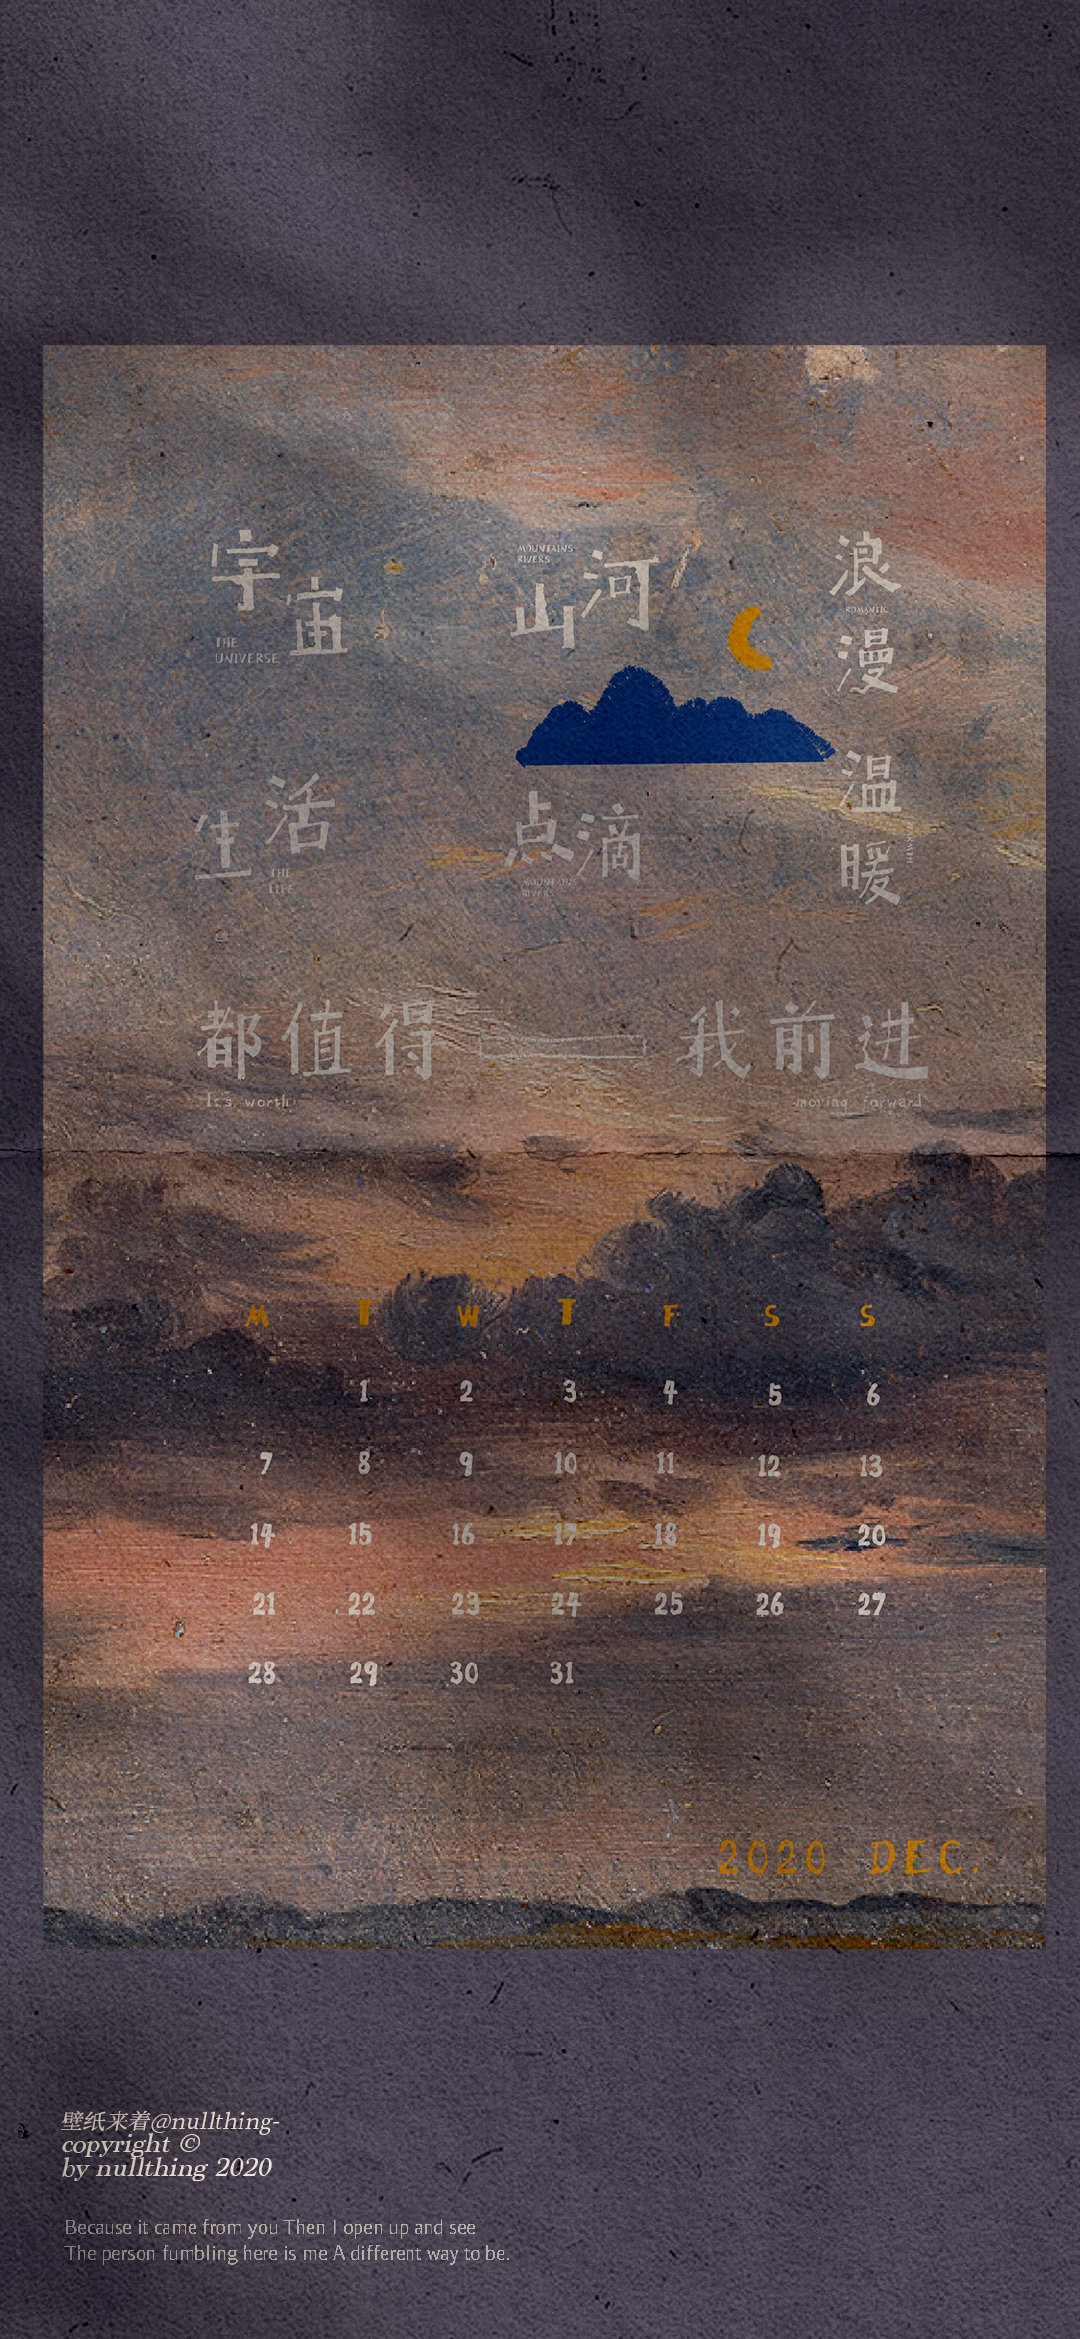 宇宙
THE
UNIVERSE
MOUNTAINS
RIVERS
山河
浪漫
ROMANTIC
生活
THE
LIFE
点滴
MOUNTAINS
RIVERS
温暖
都值得——我前进
It's worth
moving forward
M T W T F S S
1 2 3 4 5 6
7 8 9 10 11 12 13
14 15 16 17 18 19 20
21 22 23 24 25 26 27
28 29 30 31
2020 DEC.
壁纸来着@nullthing-
copyright ©
by nullthing 2020
Because it came from you Then I open up and see
The person fumbling here is me A different way to be.